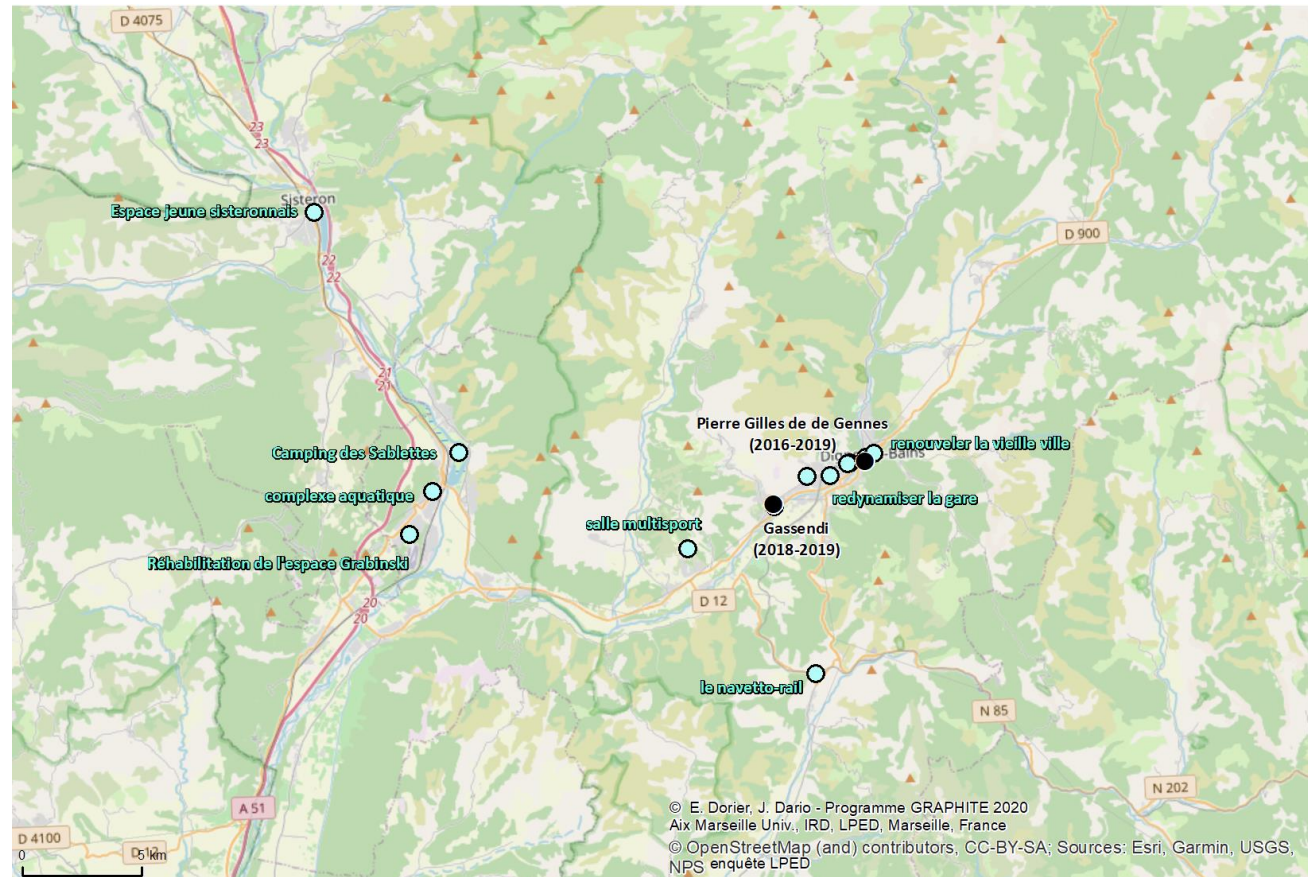 D 4075
23
23
Sisteron
Espace jeune sisteronnais
22
22
D 900
21
21
Pierre Gilles de de Gennes
(2016-2019)
renouveler la vieille ville
Camping des Sablettes
complexe aquatique
redynamiser la gare
salle multisport
Gassendi
(2018-2019)
Réhabilitation de l'espace Grabinski
D 12
20
20
le navetto-rail
N 85
N 202
A 51
© E. Dorier, J. Dario - Programme GRAPHITE 2020
Aix Marseille Univ., IRD, LPED, Marseille, France
D 4100
D 12
© OpenStreetMap (and) contributors, CC-BY-SA; Sources: Esri, Garmin, USGS,
NPS enquête LPED
0 5 km